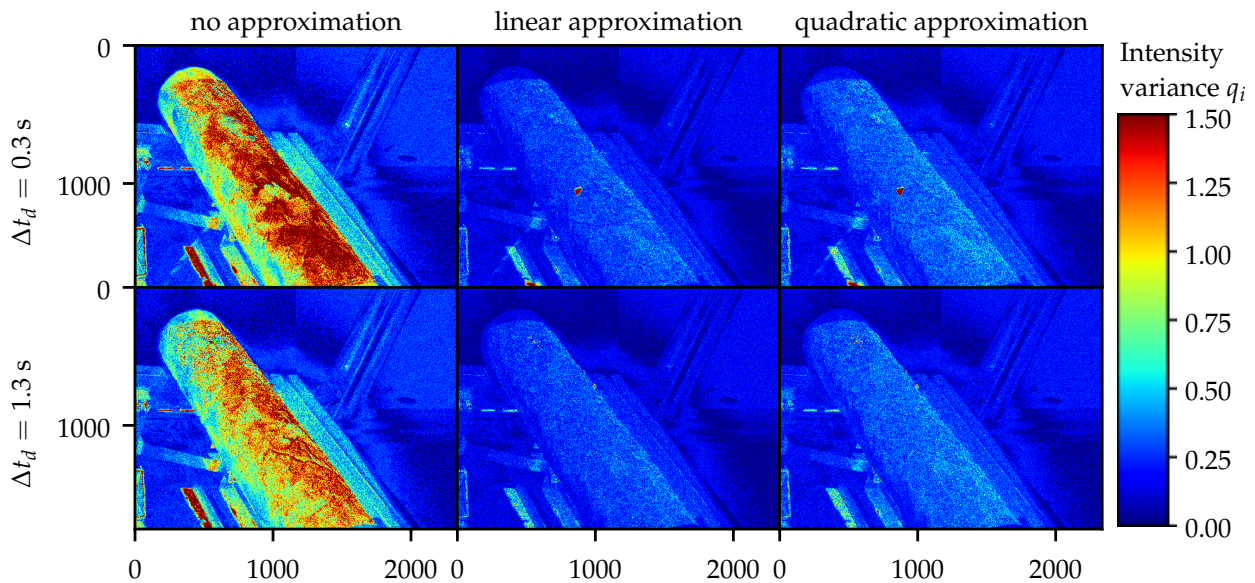 no approximation linear approximation quadratic approximation
Intensity
variance q_i
Δt_d = 0.3 s
0
1000
1.50
1.25
1.00
0.75
0.50
0.25
0.00
Δt_d = 1.3 s
0
1000
0 1000 2000 0 1000 2000 0 1000 2000